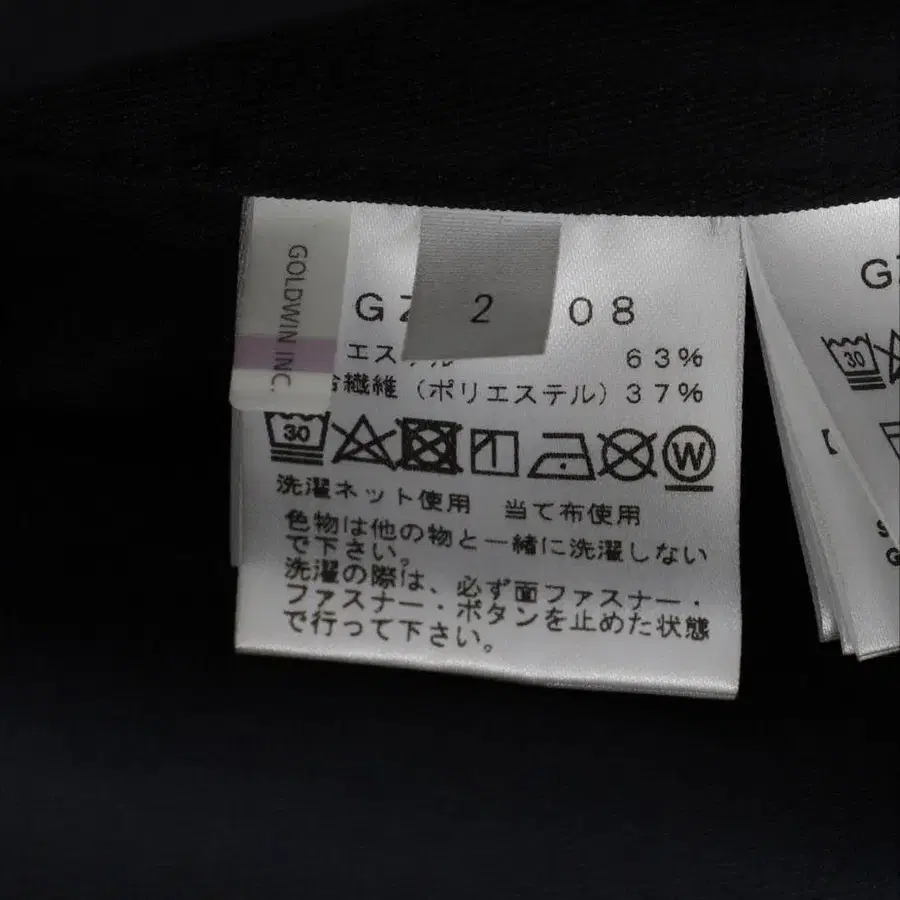 GOLDWIN INC.
2
GZ 08
エステル 63%
合繊維（ポリエステル）37%
30
W
洗濯ネット使用 当て布使用
色物は他の物と一緒に洗濯しない
で下さい。
洗濯の際は、必ず面ファスナー・
ファスナー・ボタンを止めた状態
で行って下さい。
30